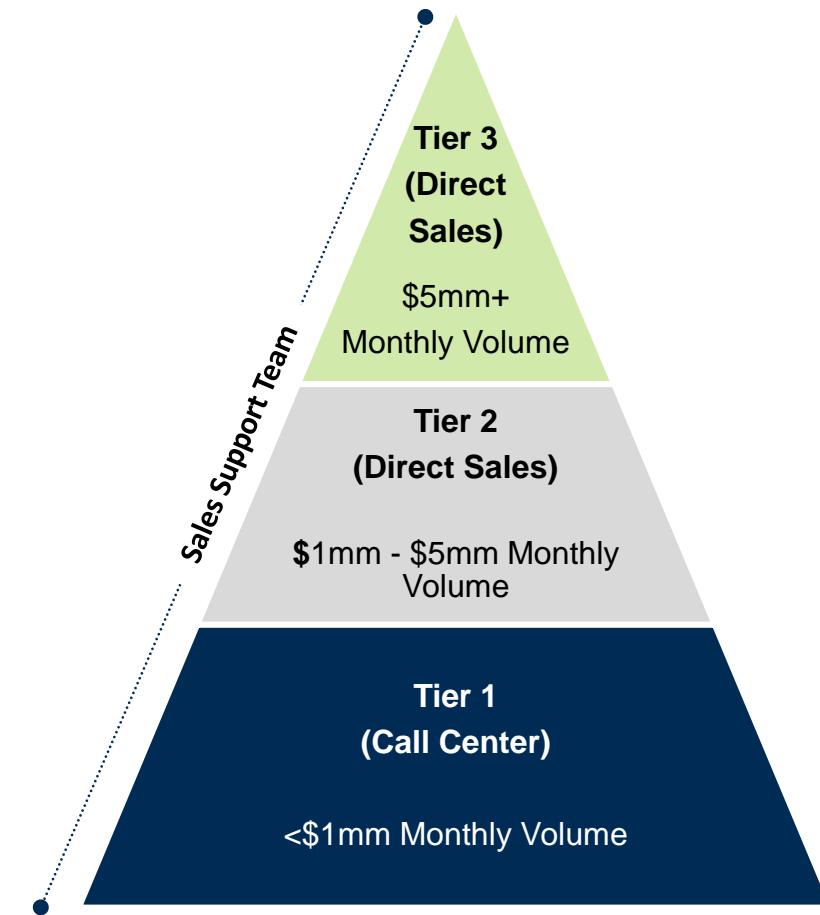 Tier 3
(Direct
Sales)
$5mm+
Monthly Volume
Sales Support Team
Tier 2
(Direct Sales)
$1mm - $5mm Monthly
Volume
Tier 1
(Call Center)
<$1mm Monthly Volume